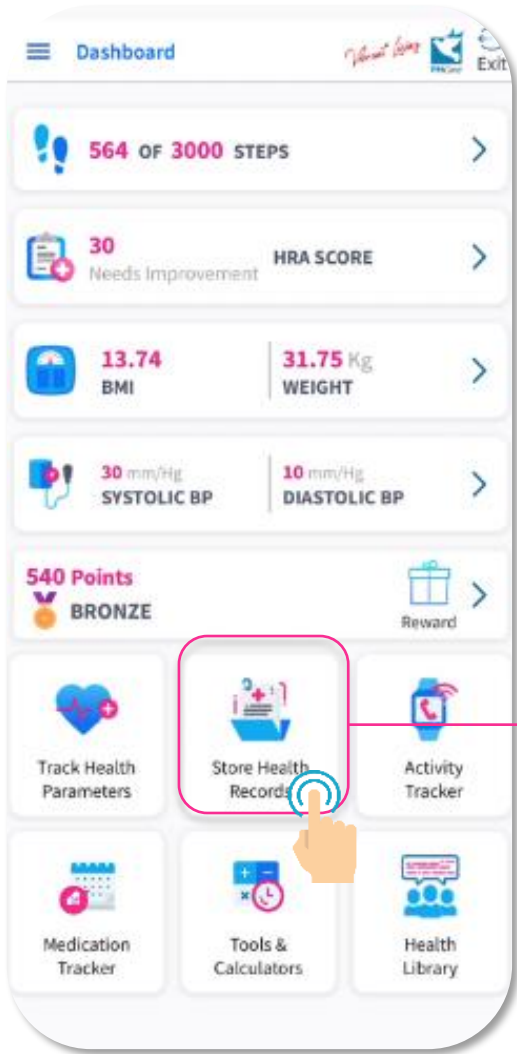 Dashboard
Vibrant living
Exit
564 OF 3000 STEPS
30
Needs Improvement
HRA SCORE
13.74
BMI
31.75 Kg
WEIGHT
30 mm/Hg
SYSTOLIC BP
10 mm/Hg
DIASTOLIC BP
540 Points
BRONZE
Reward
Track Health
Parameters
Store Health
Records
Activity
Tracker
Medication
Tracker
Tools &
Calculators
Health
Library